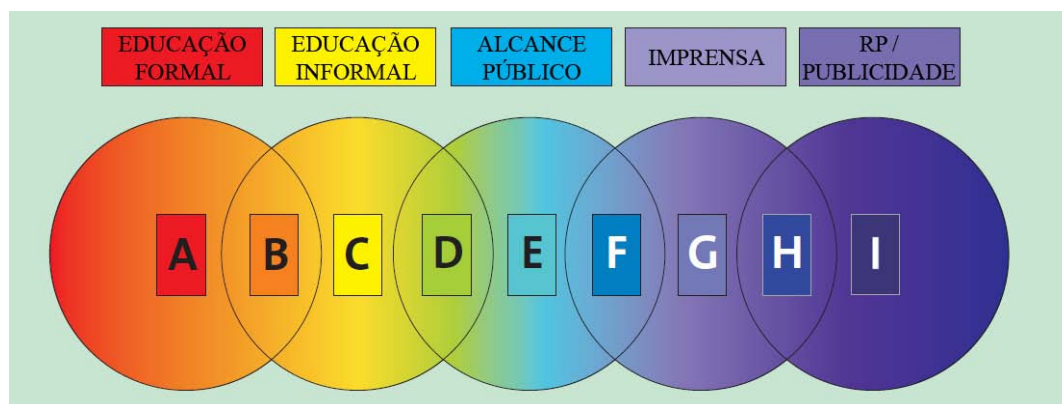 EDUCAÇÃO
FORMAL
EDUCAÇÃO
INFORMAL
ALCANCE
PÚBLICO
IMPRENSA
RP /
PUBLICIDADE
A B C D E F G H I